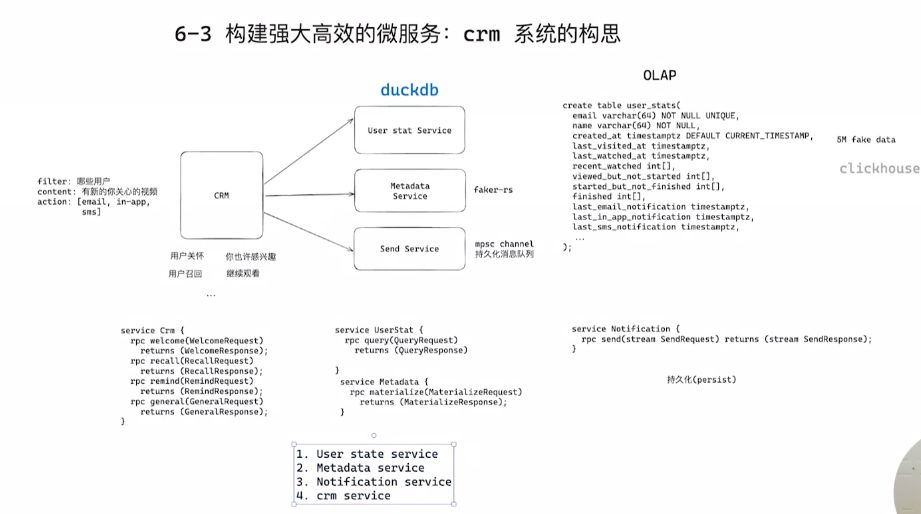 6-3 构建强大高效的微服务: crm 系统的构思
OLAP
duckdb
User stat Service
Metadata
Service
faker-rs
Send Service
mpsc channel
持久化消息队列
CRM
filter: 哪些用户
content: 有新的你关心的视频
action: [email, in-app,
sms]
用户关怀
你也许感兴趣
用户召回
继续观看
...
create table user_stats(
email varchar(64) NOT NULL UNIQUE,
name varchar(64) NOT NULL,
created_at timestamptz DEFAULT CURRENT_TIMESTAMP,
last_visited_at timestamptz,
last_watched_at timestamptz,
recent_watched int[],
viewed_but_not_started int[],
started_but_not_finished int[],
finished int[],
last_email_notification timestamptz,
last_in_app_notification timestamptz,
last_sms_notification timestamptz,
...
);
5M fake data
clickhouse
service Crm {
rpc welcome(WelcomeRequest)
returns (WelcomeResponse);
rpc recall(RecallRequest)
returns (RecallResponse);
rpc remind(RemindRequest)
returns (RemindResponse);
rpc general(GeneralRequest)
returns (GeneralResponse);
}
service UserStat {
rpc query(QueryRequest)
returns (QueryResponse)
}
service Metadata {
rpc materialize(MaterializeRequest)
returns (MaterializeResponse);
}
service Notification {
rpc send(stream SendRequest) returns (stream SendResponse);
}
持久化(persist)
1. User state service
2. Metadata service
3. Notification service
4. crm service